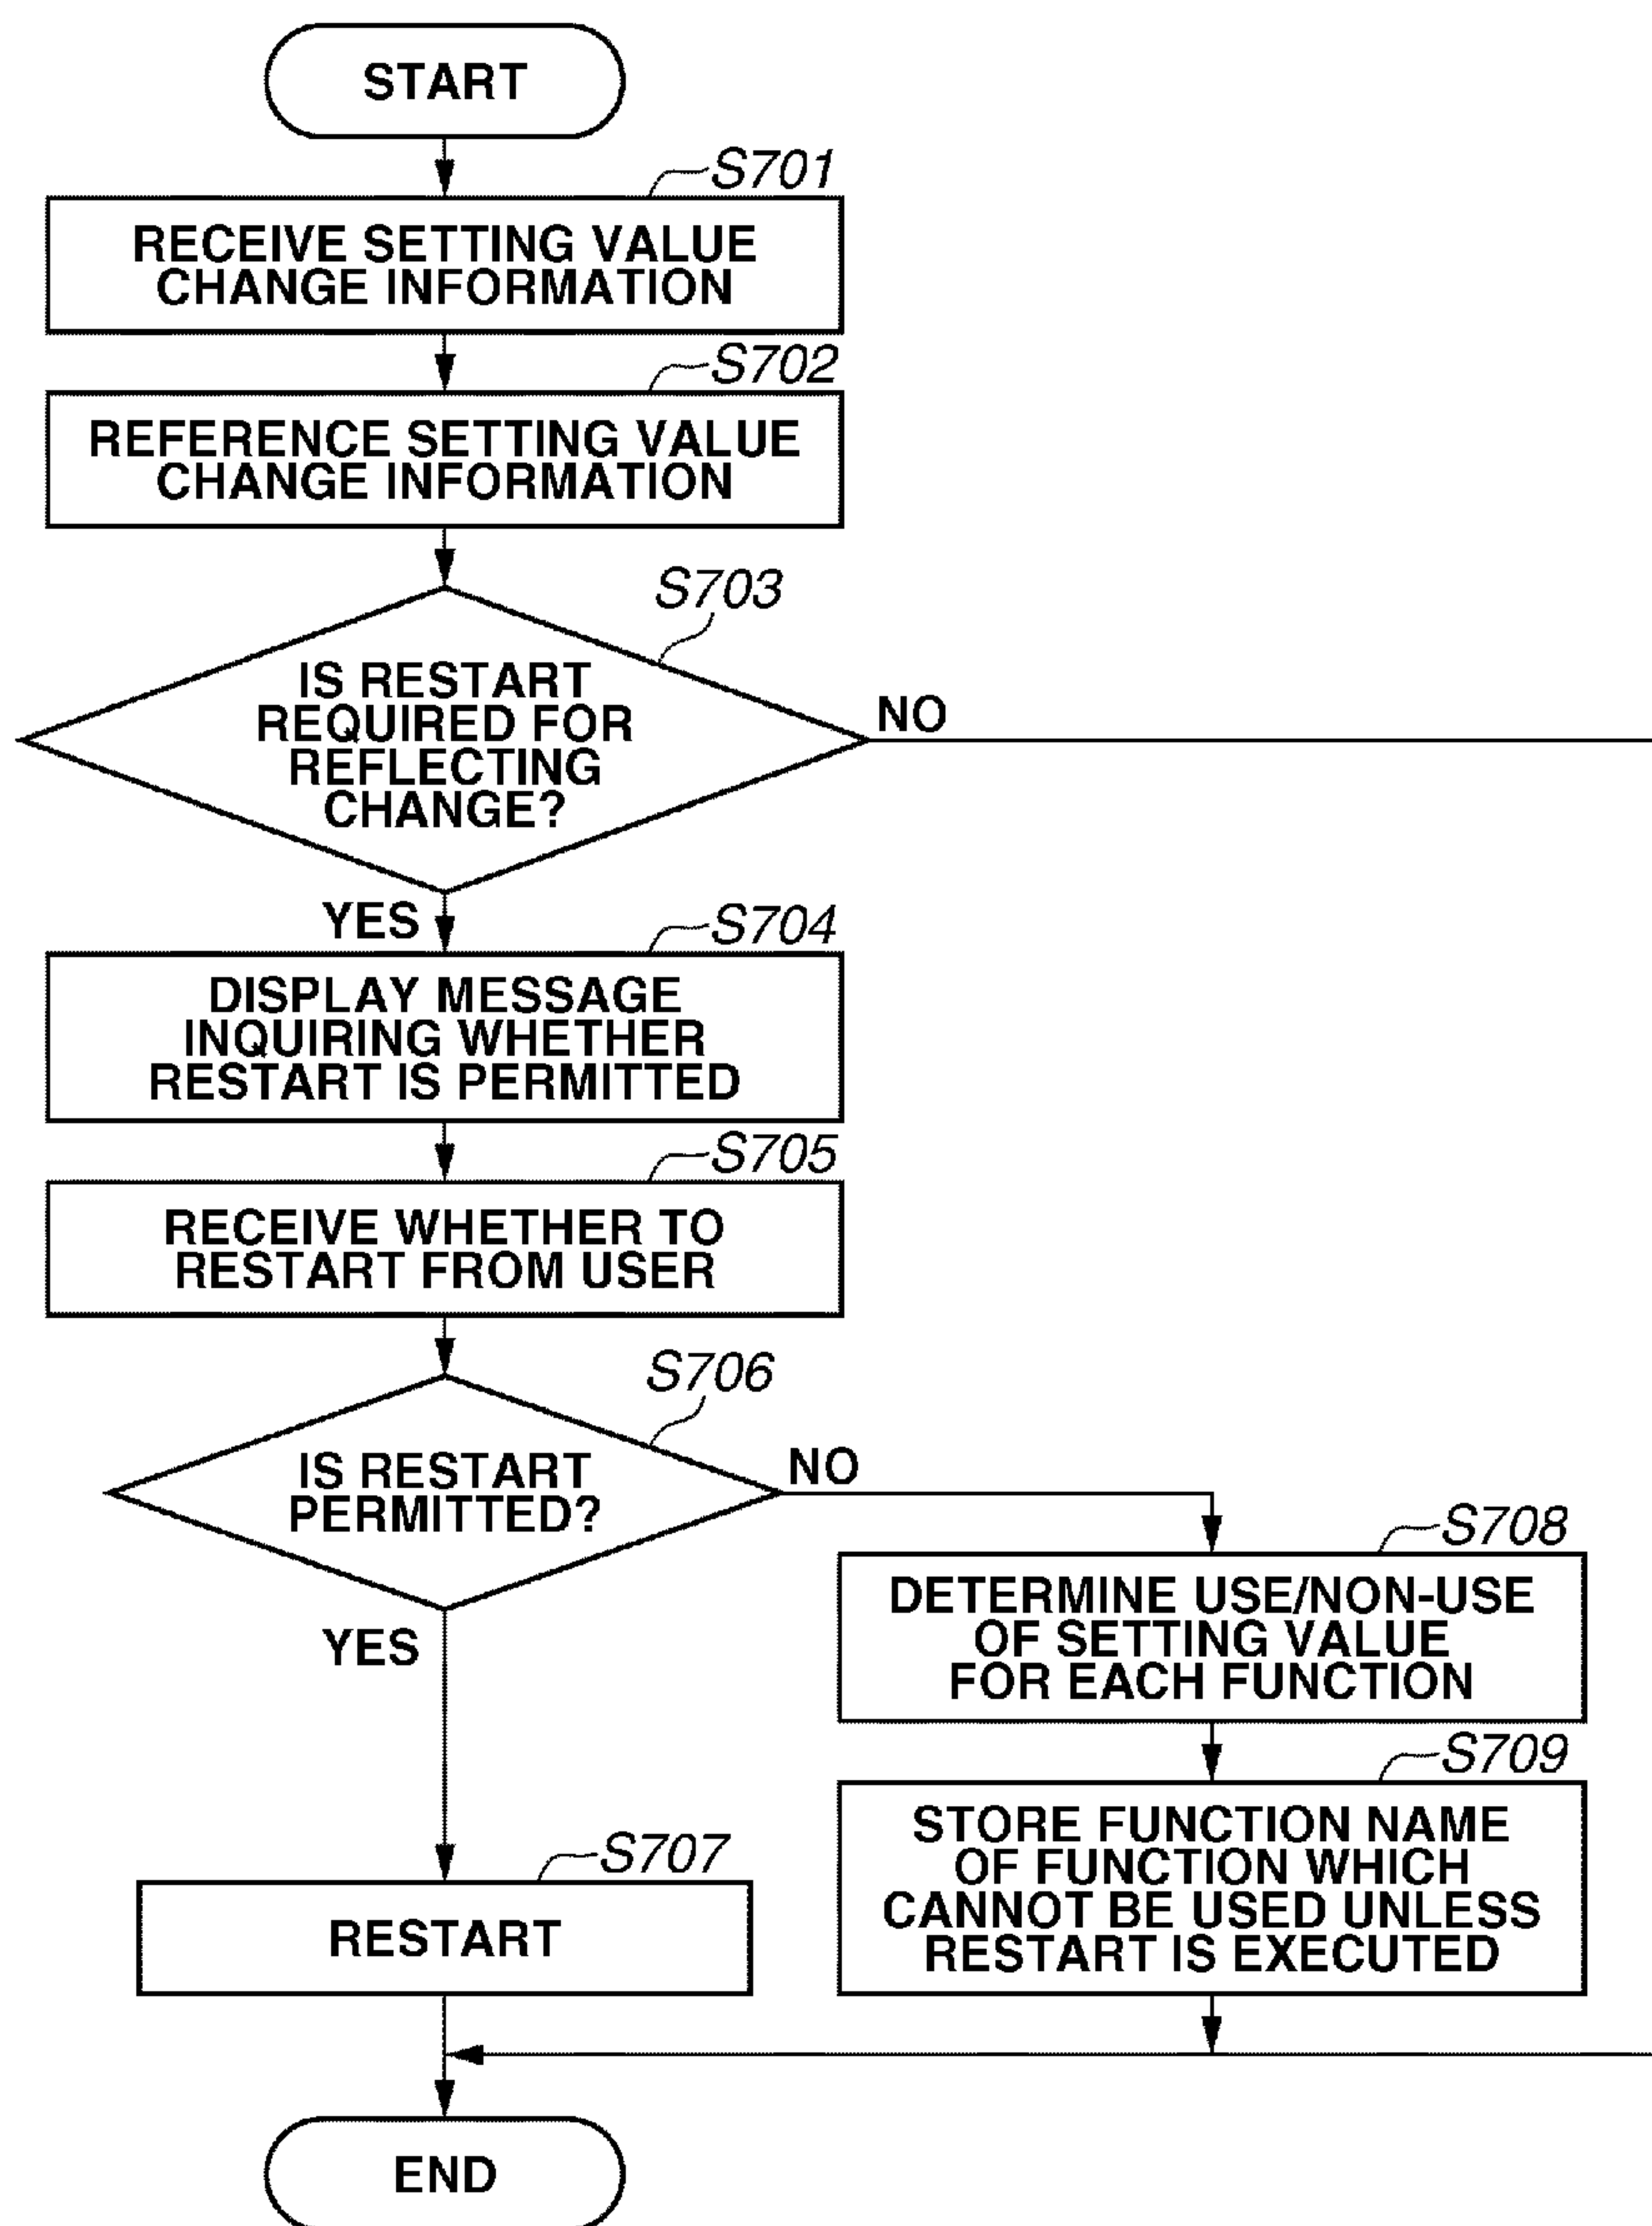 START
S701
RECEIVE SETTING VALUE
CHANGE INFORMATION
S702
REFERENCE SETTING VALUE
CHANGE INFORMATION
S703
IS RESTART
REQUIRED FOR
REFLECTING
CHANGE?
NO
YES
S704
DISPLAY MESSAGE
INQUIRING WHETHER
RESTART IS PERMITTED
S705
RECEIVE WHETHER TO
RESTART FROM USER
S706
IS RESTART
PERMITTED?
NO
YES
S708
DETERMINE USE/NON-USE
OF SETTING VALUE
FOR EACH FUNCTION
S709
STORE FUNCTION NAME
OF FUNCTION WHICH
CANNOT BE USED UNLESS
RESTART IS EXECUTED
S707
RESTART
END